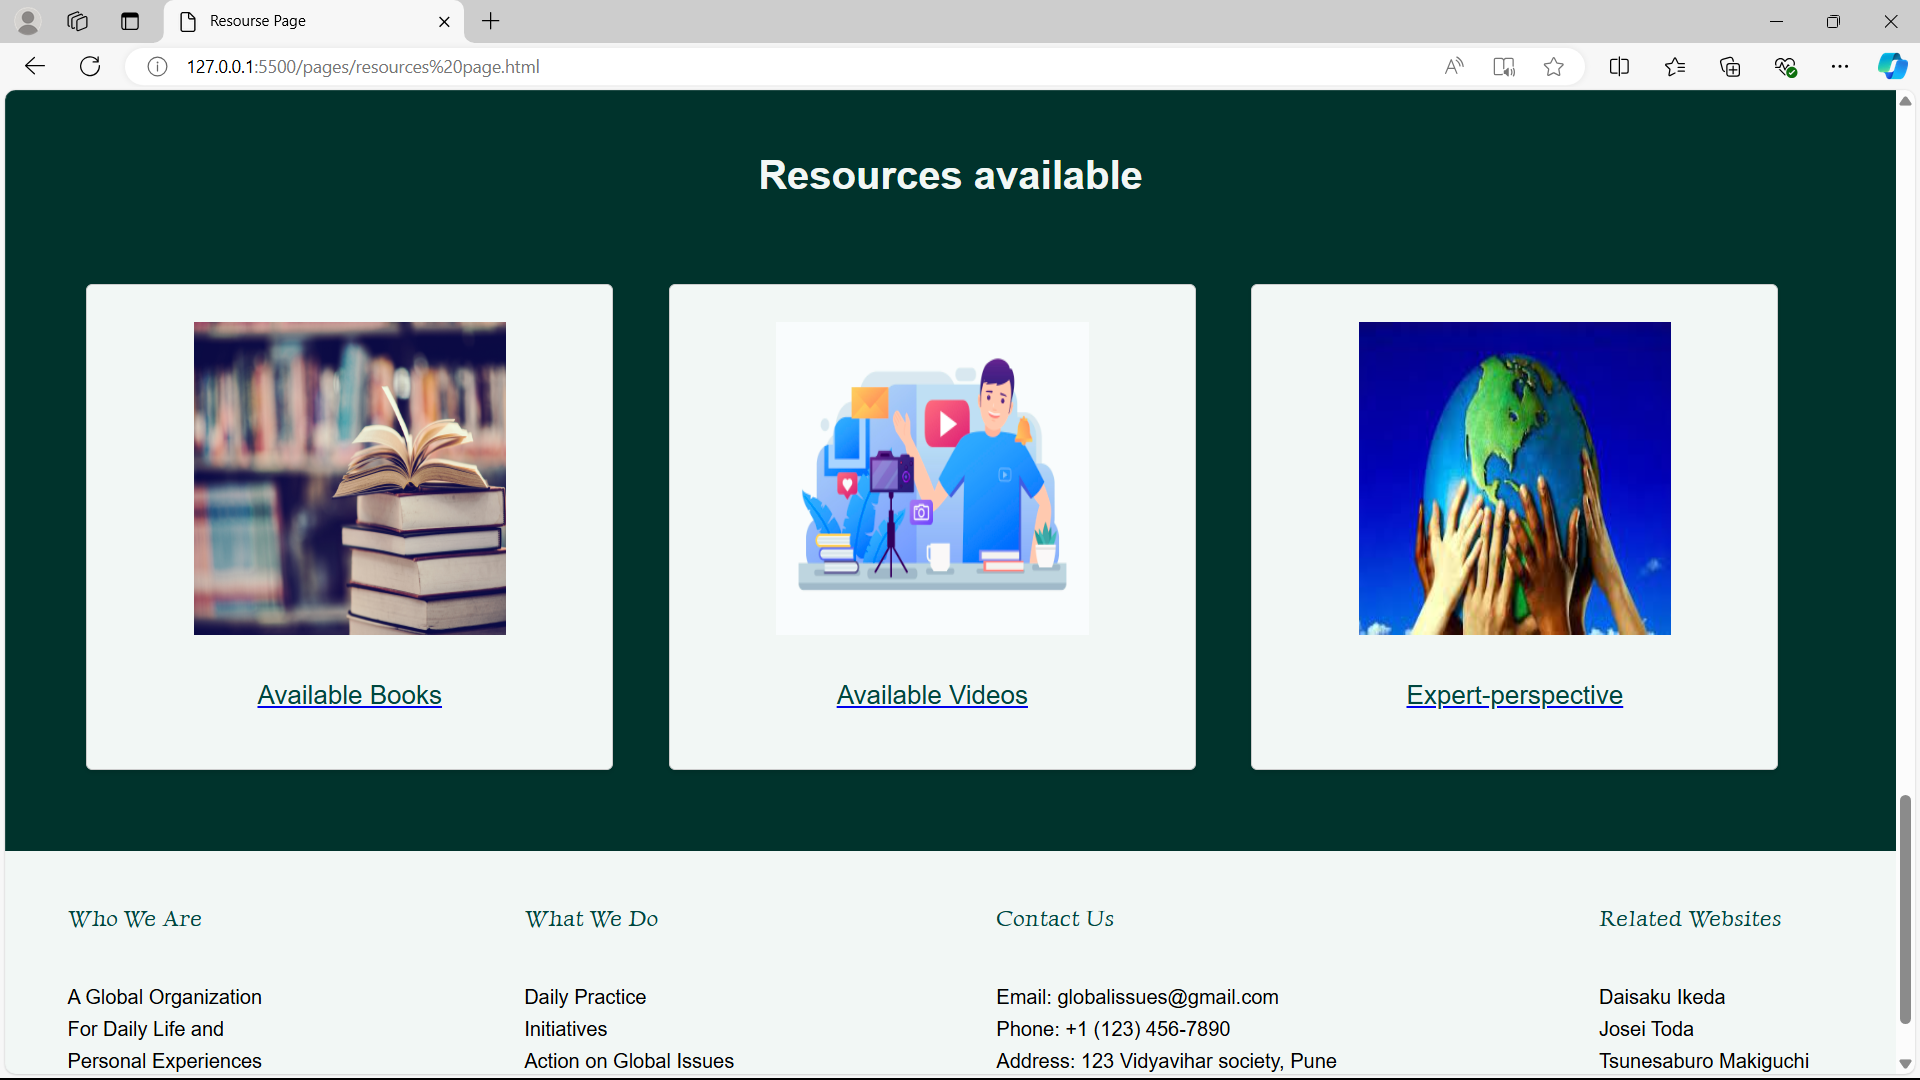 Resourse Page
127.0.0.1:5500/pages/resources%20page.html
Resources available
Available Books
Available Videos
Expert-perspective
Who We Are
What We Do
Contact Us
Related Websites
A Global Organization
Daily Practice
Email: globalissues@gmail.com
Daisaku Ikeda
For Daily Life and
Initiatives
Phone: +1 (123) 456-7890
Josei Toda
Personal Experiences
Action on Global Issues
Address: 123 Vidyavihar society, Pune
Tsunesaburo Makiguchi